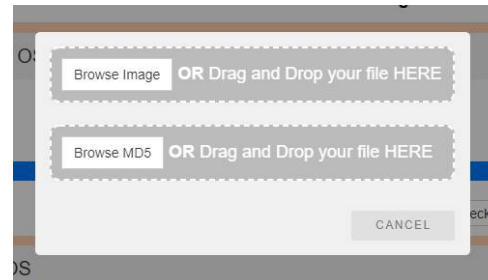 Browse Image OR Drag and Drop your file HERE
Browse MD5 OR Drag and Drop your file HERE
CANCEL